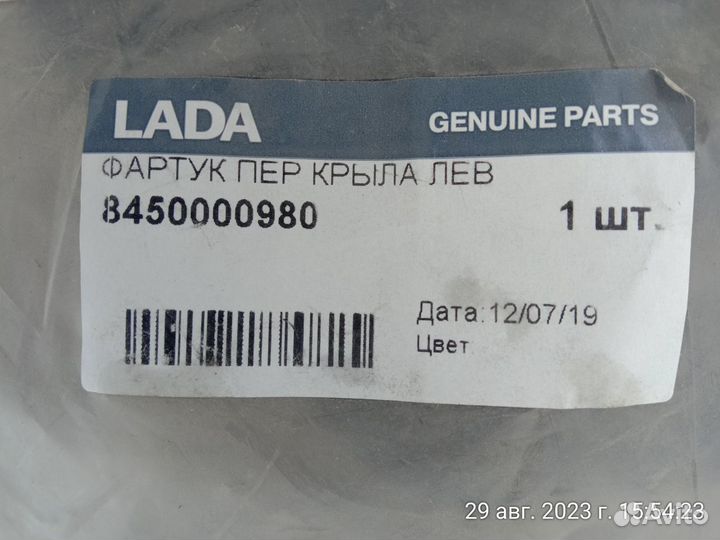 LADA
GENUINE PARTS
ФАРТУК ПЕР КРЫЛА ЛЕВ
8450000980
1 шт.
Дата:12/07/19
Цвет
29 авг. 2023 г. 15:54:23
Avito